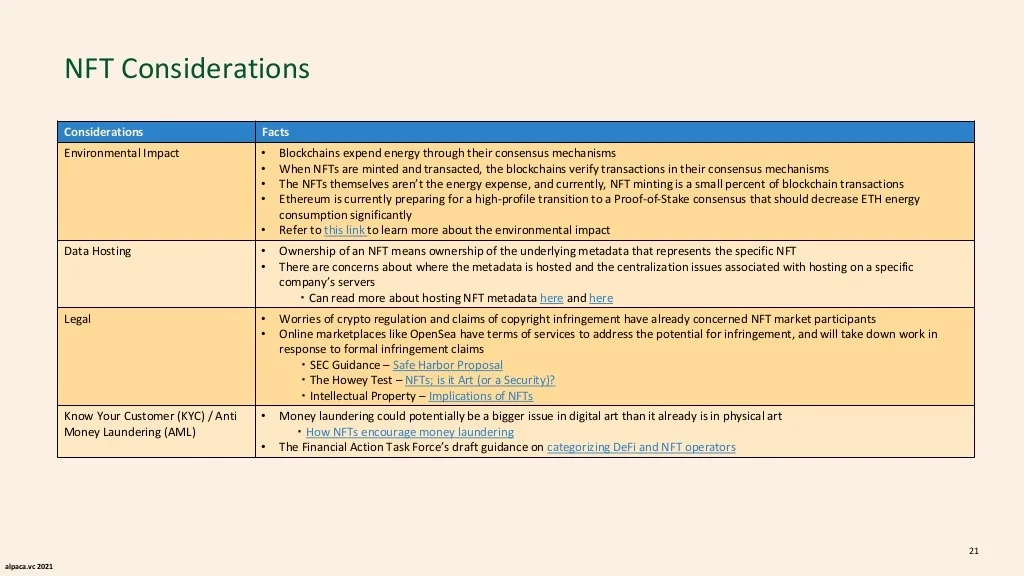 NFT Considerations
Considerations
Facts
Environmental Impact
• Blockchains expend energy through their consensus mechanisms
• When NFTs are minted and transacted, the blockchains verify transactions in their consensus mechanisms
• The NFTs themselves aren’t the energy expense, and currently, NFT minting is a small percent of blockchain transactions
• Ethereum is currently preparing for a high-profile transition to a Proof-of-Stake consensus that should decrease ETH energy
consumption significantly
• Refer to this link to learn more about the environmental impact
Data Hosting
• Ownership of an NFT means ownership of the underlying metadata that represents the specific NFT
• There are concerns about where the metadata is hosted and the centralization issues associated with hosting on a specific
company’s servers
• Can read more about hosting NFT metadata here and here
Legal
• Worries of crypto regulation and claims of copyright infringement have already concerned NFT market participants
• Online marketplaces like OpenSea have terms of services to address the potential for infringement, and will take down work in
response to formal infringement claims
• SEC Guidance – Safe Harbor Proposal
• The Howey Test – NFTs; is it Art (or a Security)?
• Intellectual Property – Implications of NFTs
Know Your Customer (KYC) / Anti
Money Laundering (AML)
• Money laundering could potentially be a bigger issue in digital art than it already is in physical art
• How NFTs encourage money laundering
• The Financial Action Task Force’s draft guidance on categorizing DeFi and NFT operators
21
alpaca.vc 2021